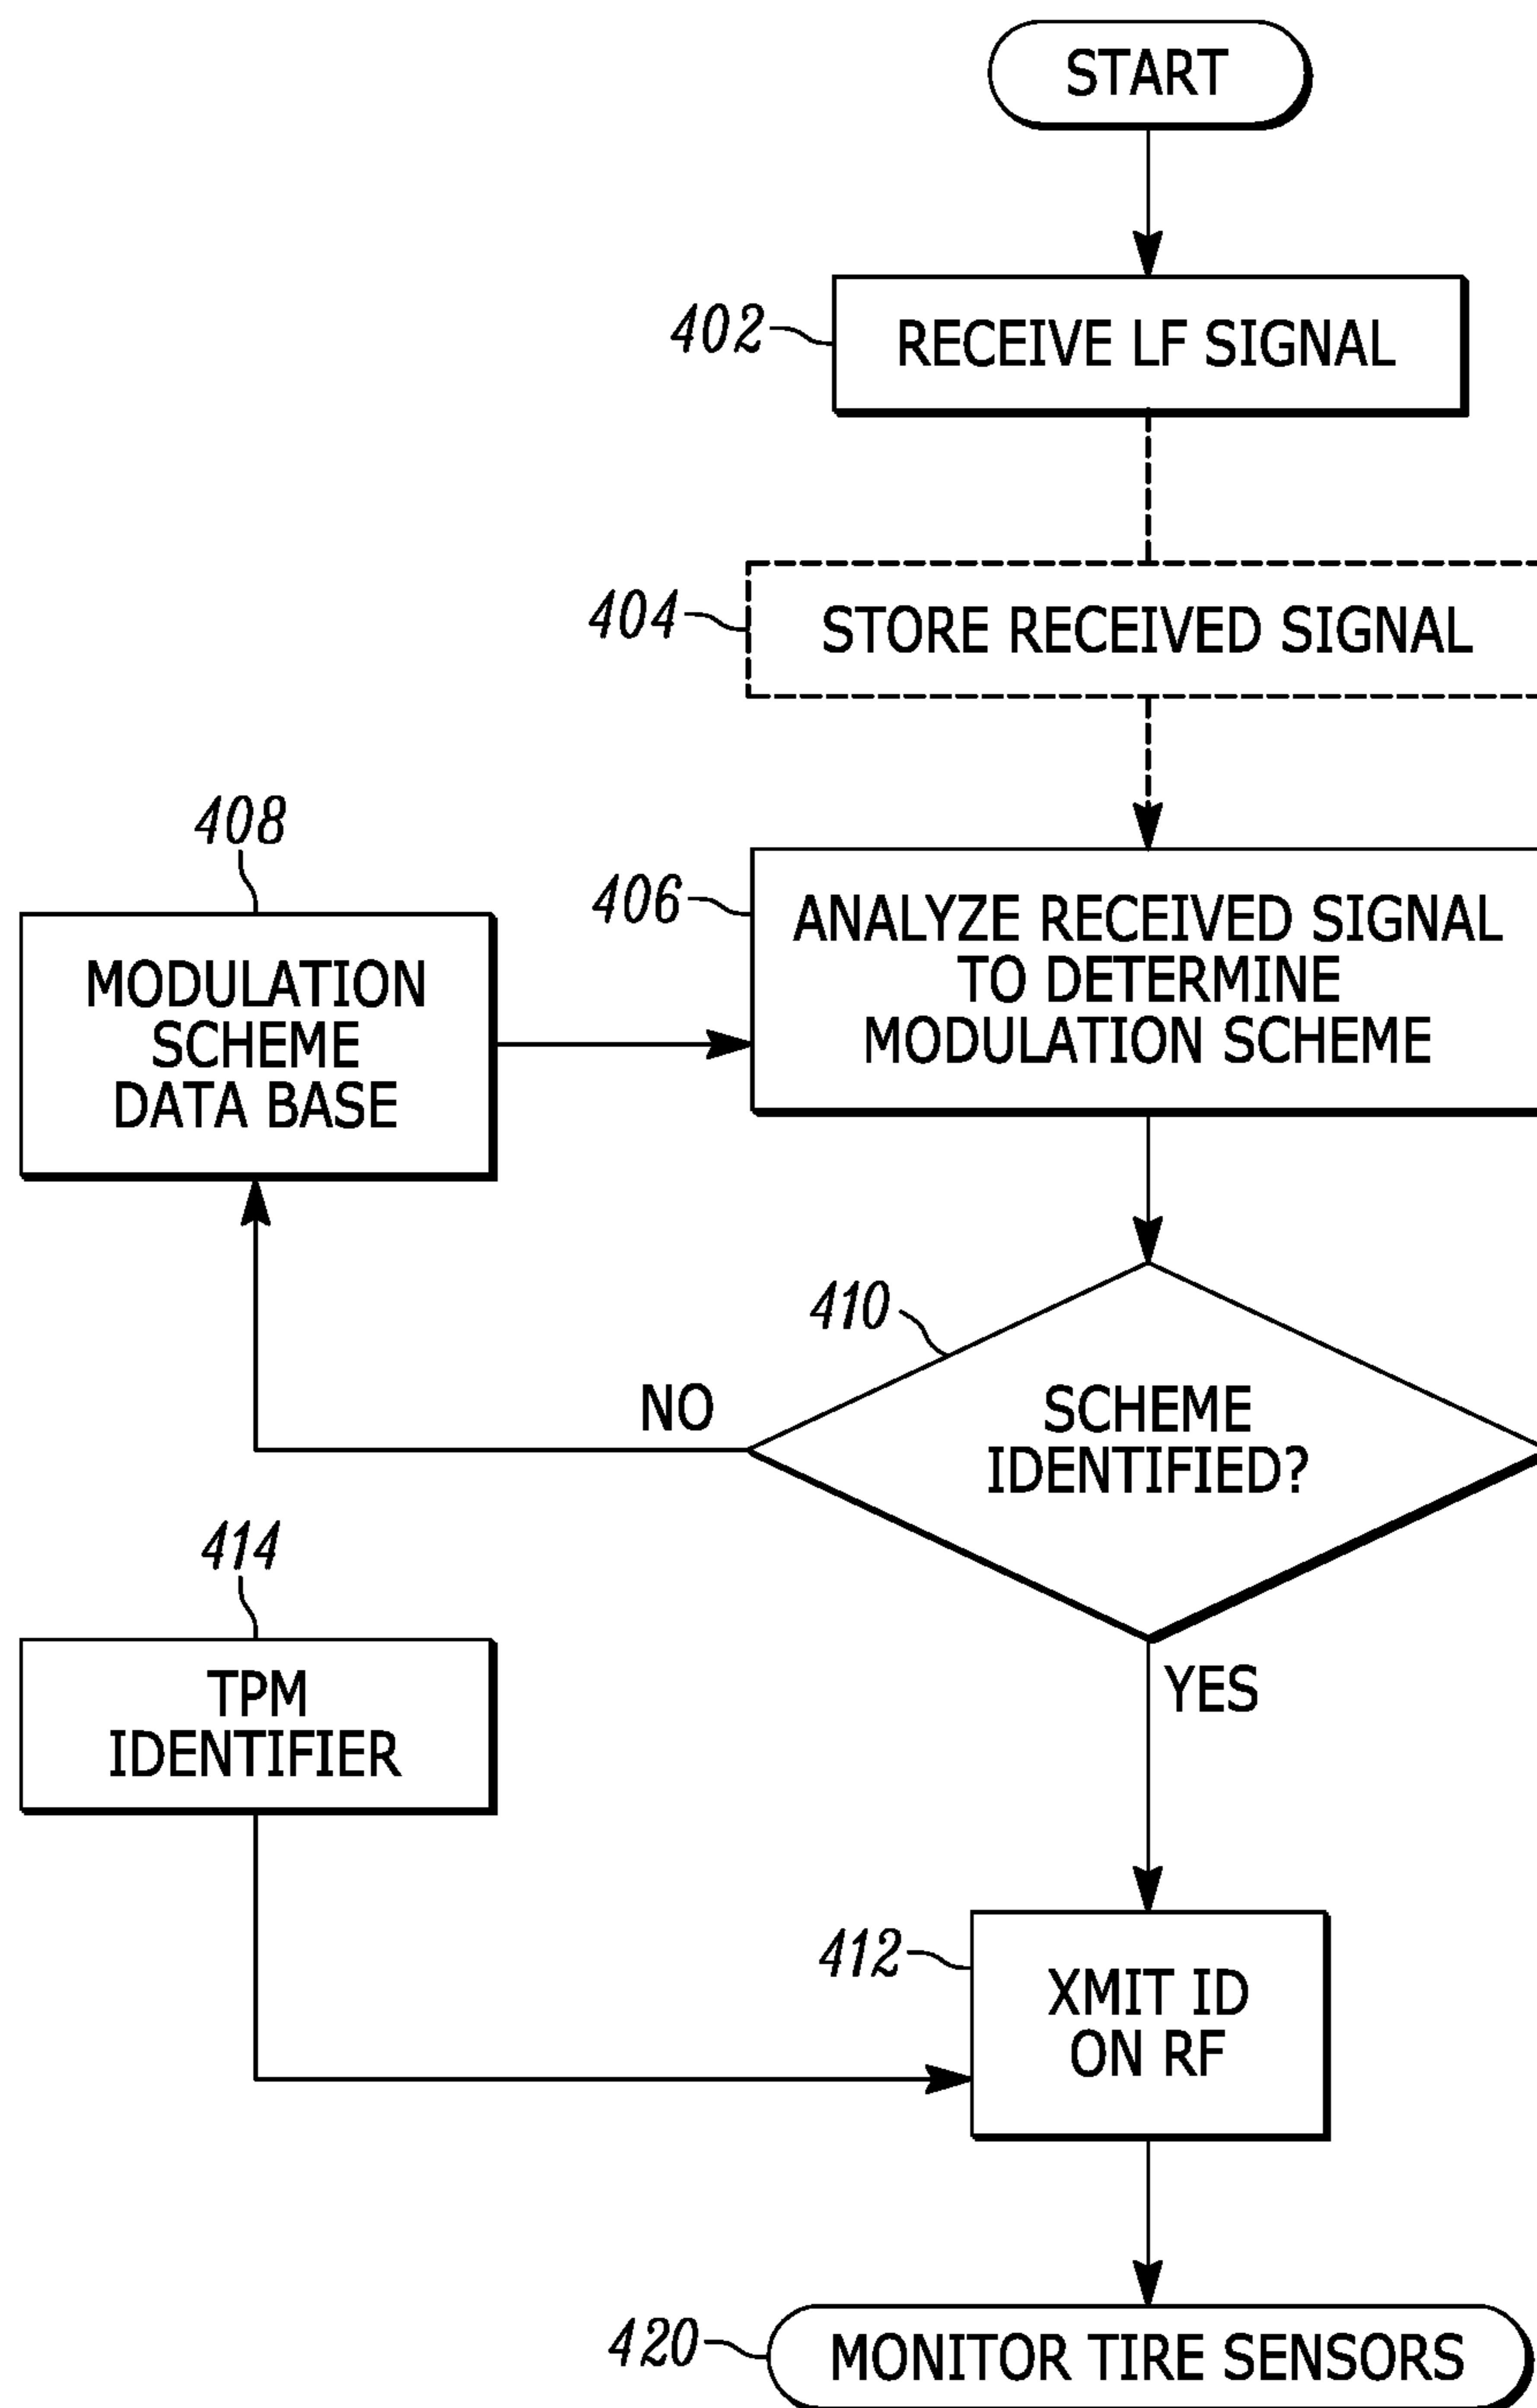 START
402
RECEIVE LF SIGNAL
404
STORE RECEIVED SIGNAL
408
MODULATION
SCHEME
DATA BASE
406
ANALYZE RECEIVED SIGNAL
TO DETERMINE
MODULATION SCHEME
410
SCHEME
IDENTIFIED?
NO
YES
414
TPM
IDENTIFIER
412
XMIT ID
ON RF
420
MONITOR TIRE SENSORS